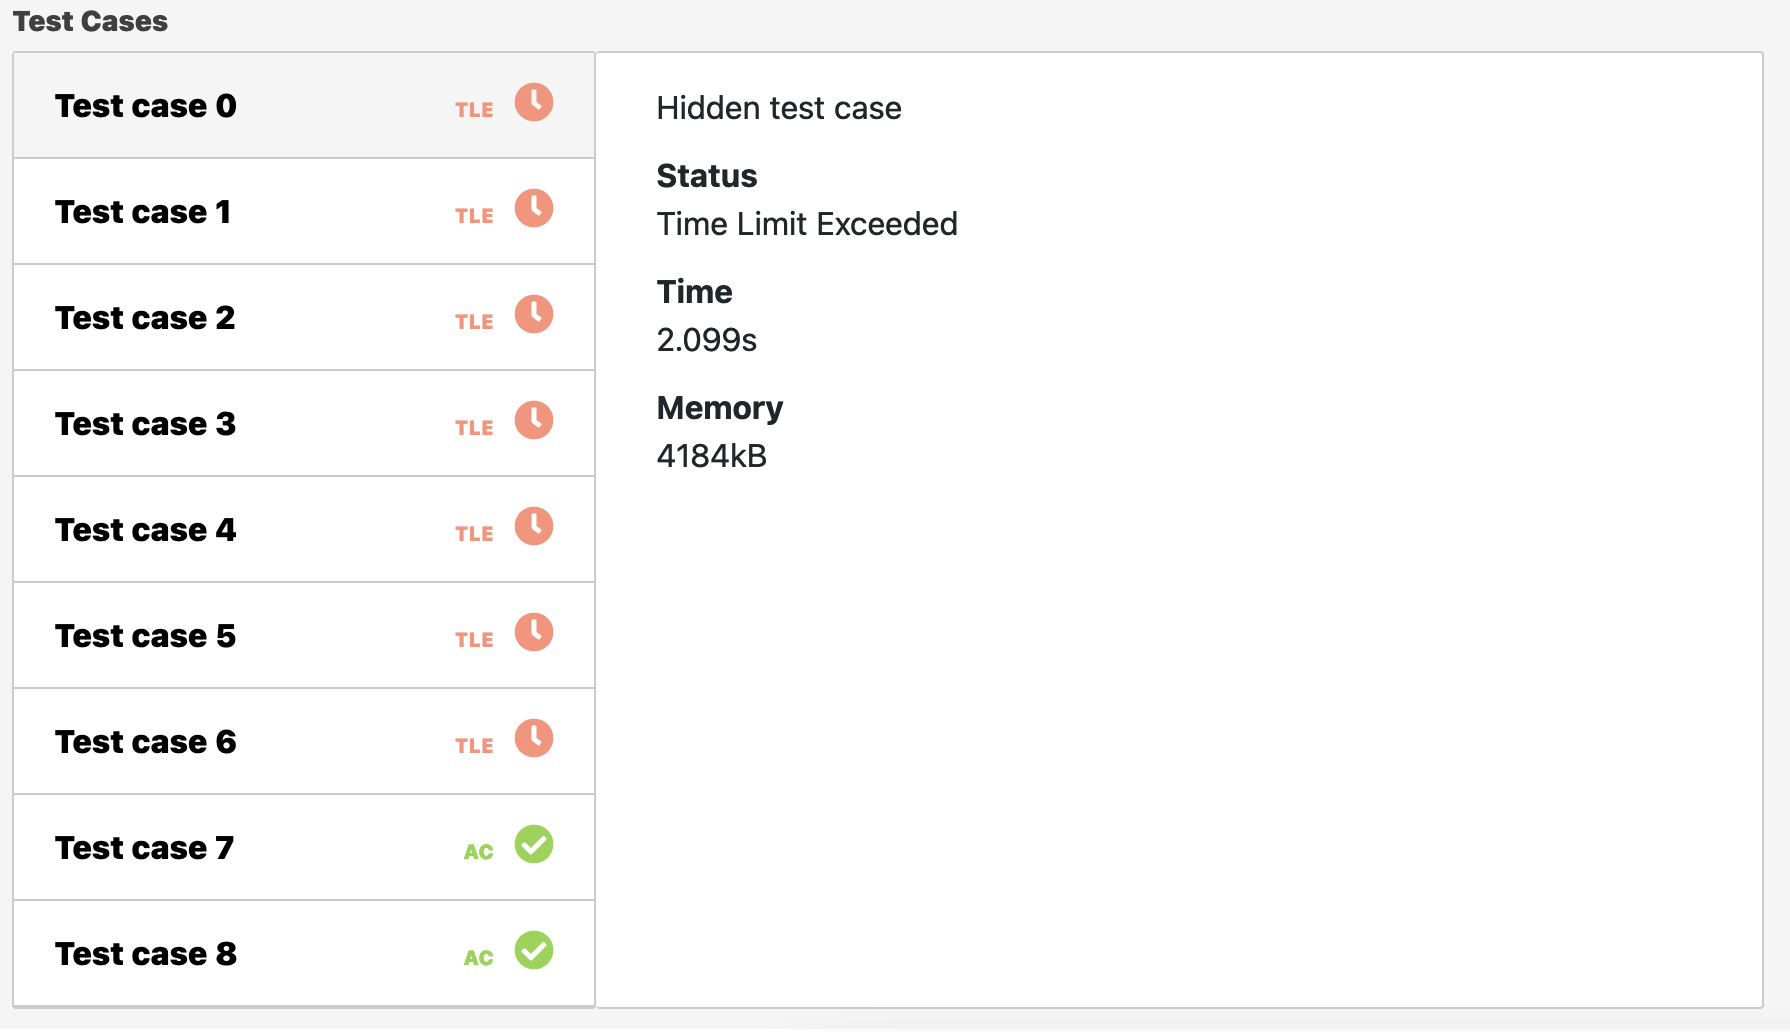 Test Cases
Test case 0 TLE
Test case 1 TLE
Test case 2 TLE
Test case 3 TLE
Test case 4 TLE
Test case 5 TLE
Test case 6 TLE
Test case 7 AC
Test case 8 AC
Hidden test case
Status
Time Limit Exceeded
Time
2.099s
Memory
4184kB